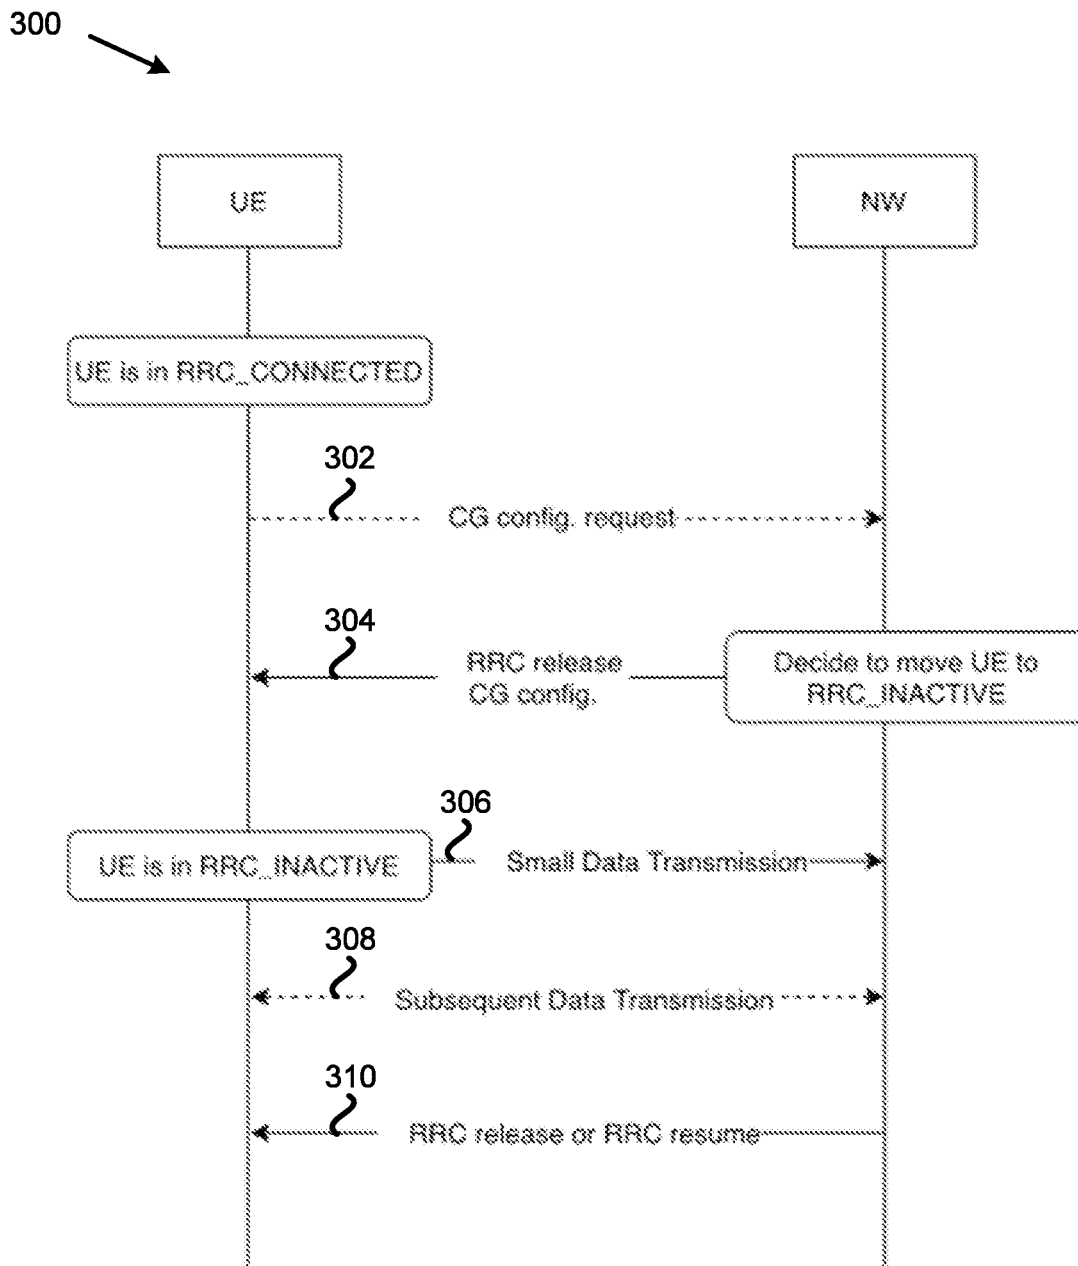 300
UE
NW
UE is in RRC_CONNECTED
302
CG config. request
304
RRC release
CG config.
Decide to move UE to
RRC_INACTIVE
306
UE is in RRC_INACTIVE
Small Data Transmission
308
Subsequent Data Transmission
310
RRC release or RRC resume